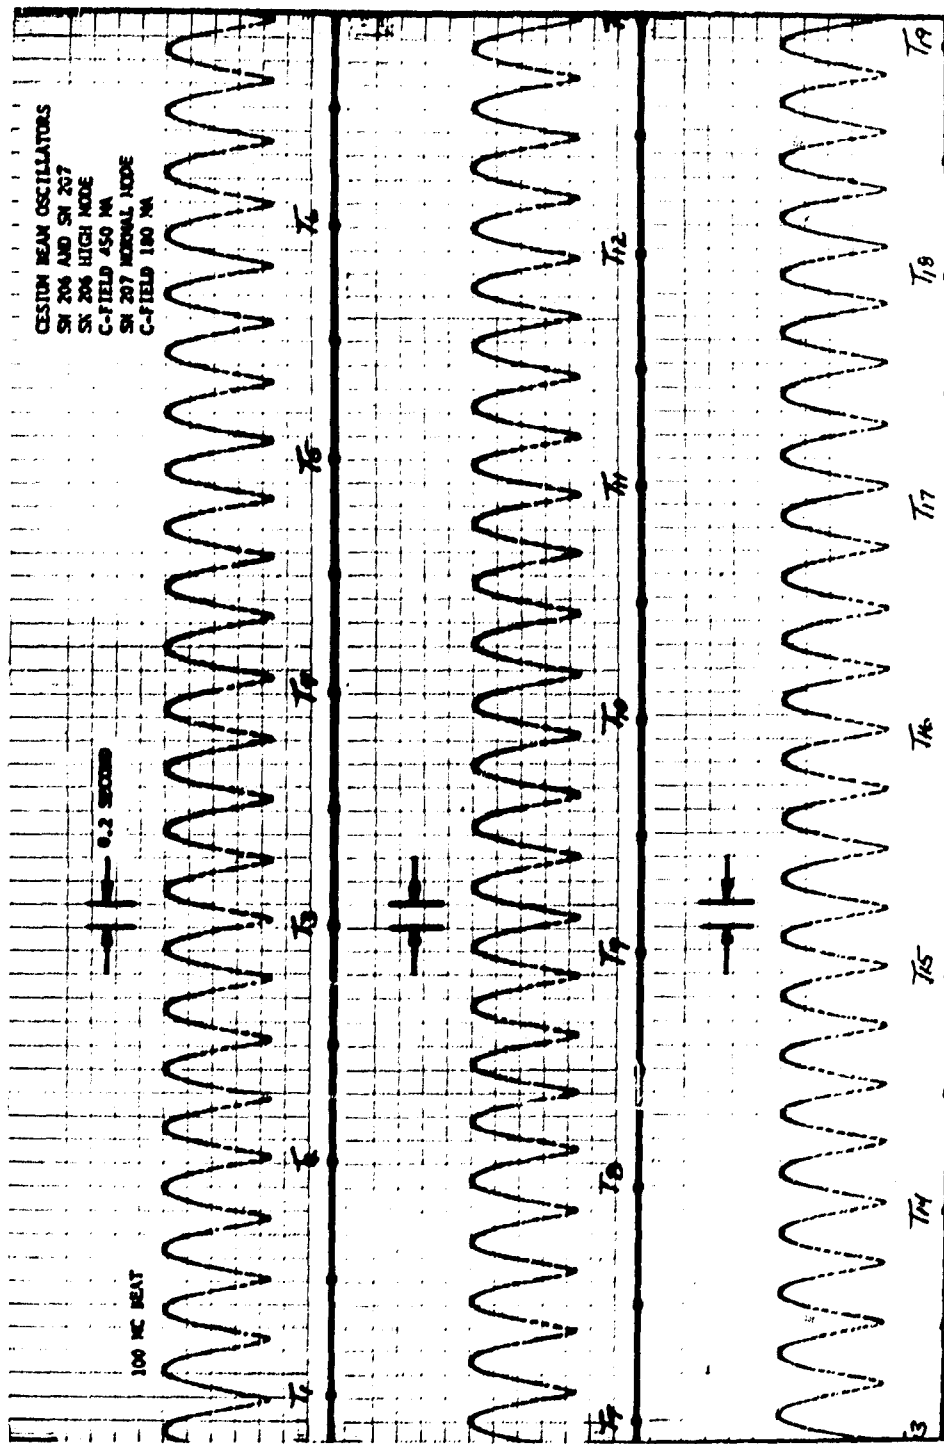 CESIUM BEAM OSCILLATORS
SN 206 AND SN 207
SN 206 HIGH MODE
C-FIELD 450 MA
SN 207 NORMAL MODE
C-FIELD 180 MA
0.2 SECOND
100 MC BEAT
T1
T2
T3
T4
T5
T6
T7
T8
T9
T10
T11
T12
13
T14
T15
T16
T17
T18
T19